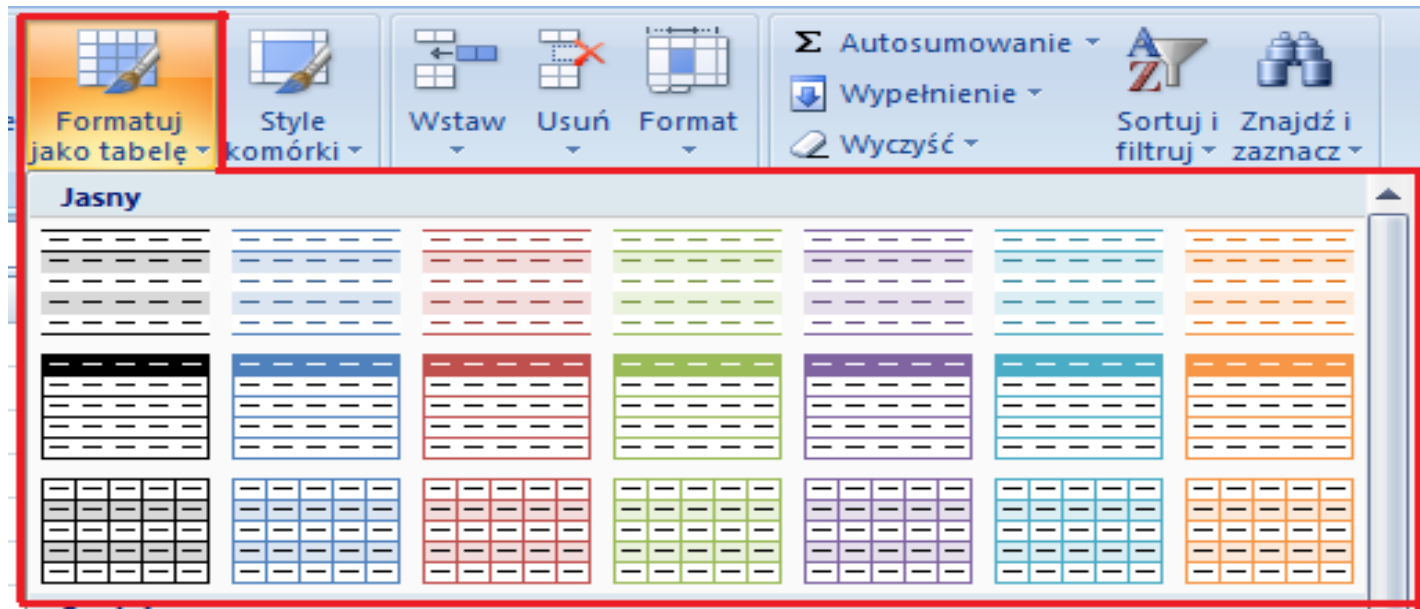 Formatuj
jako tabelę
Style
komórki
Wstaw
Usuń
Format
Σ Autosumowanie
Wypełnienie
Wyczyść
A
Z
Sortuj i
filtruj
Znajdź i
zaznacz
Jasny